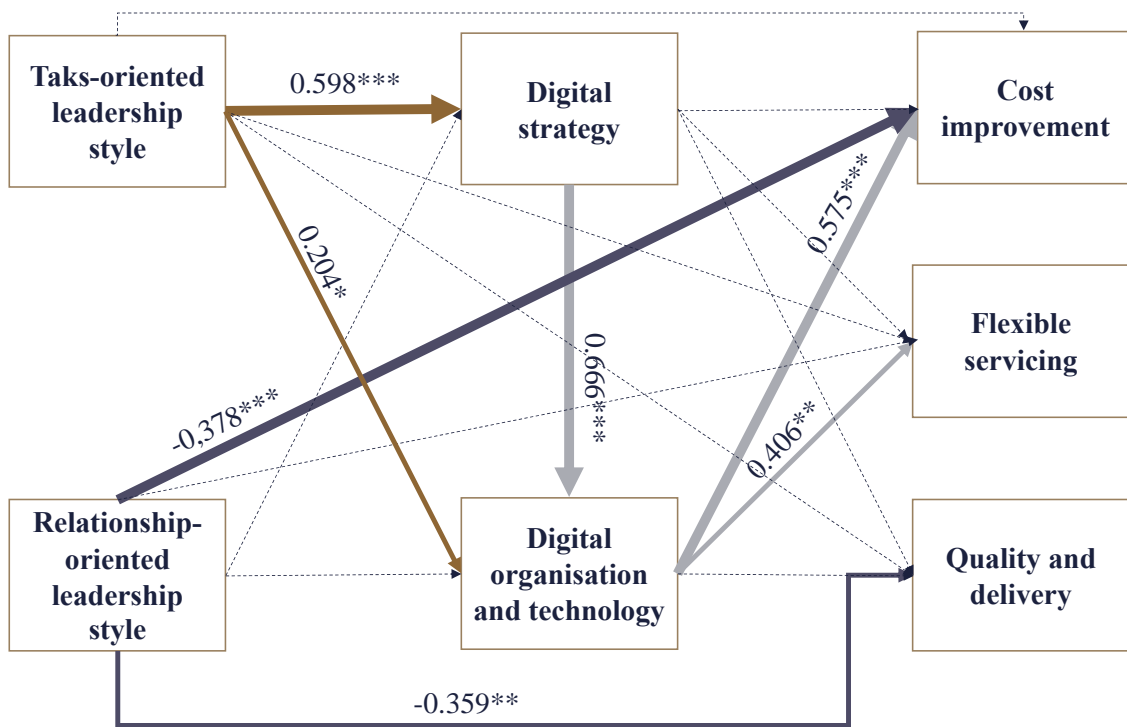 Taks-oriented
leadership
style
0.598***
Digital
strategy
Cost
improvement
0.204*
0.575***
0.666***
Flexible
servicing
-0,378***
0.406**
Relationship-
oriented
leadership
style
Digital
organisation
and technology
Quality and
delivery
-0.359**